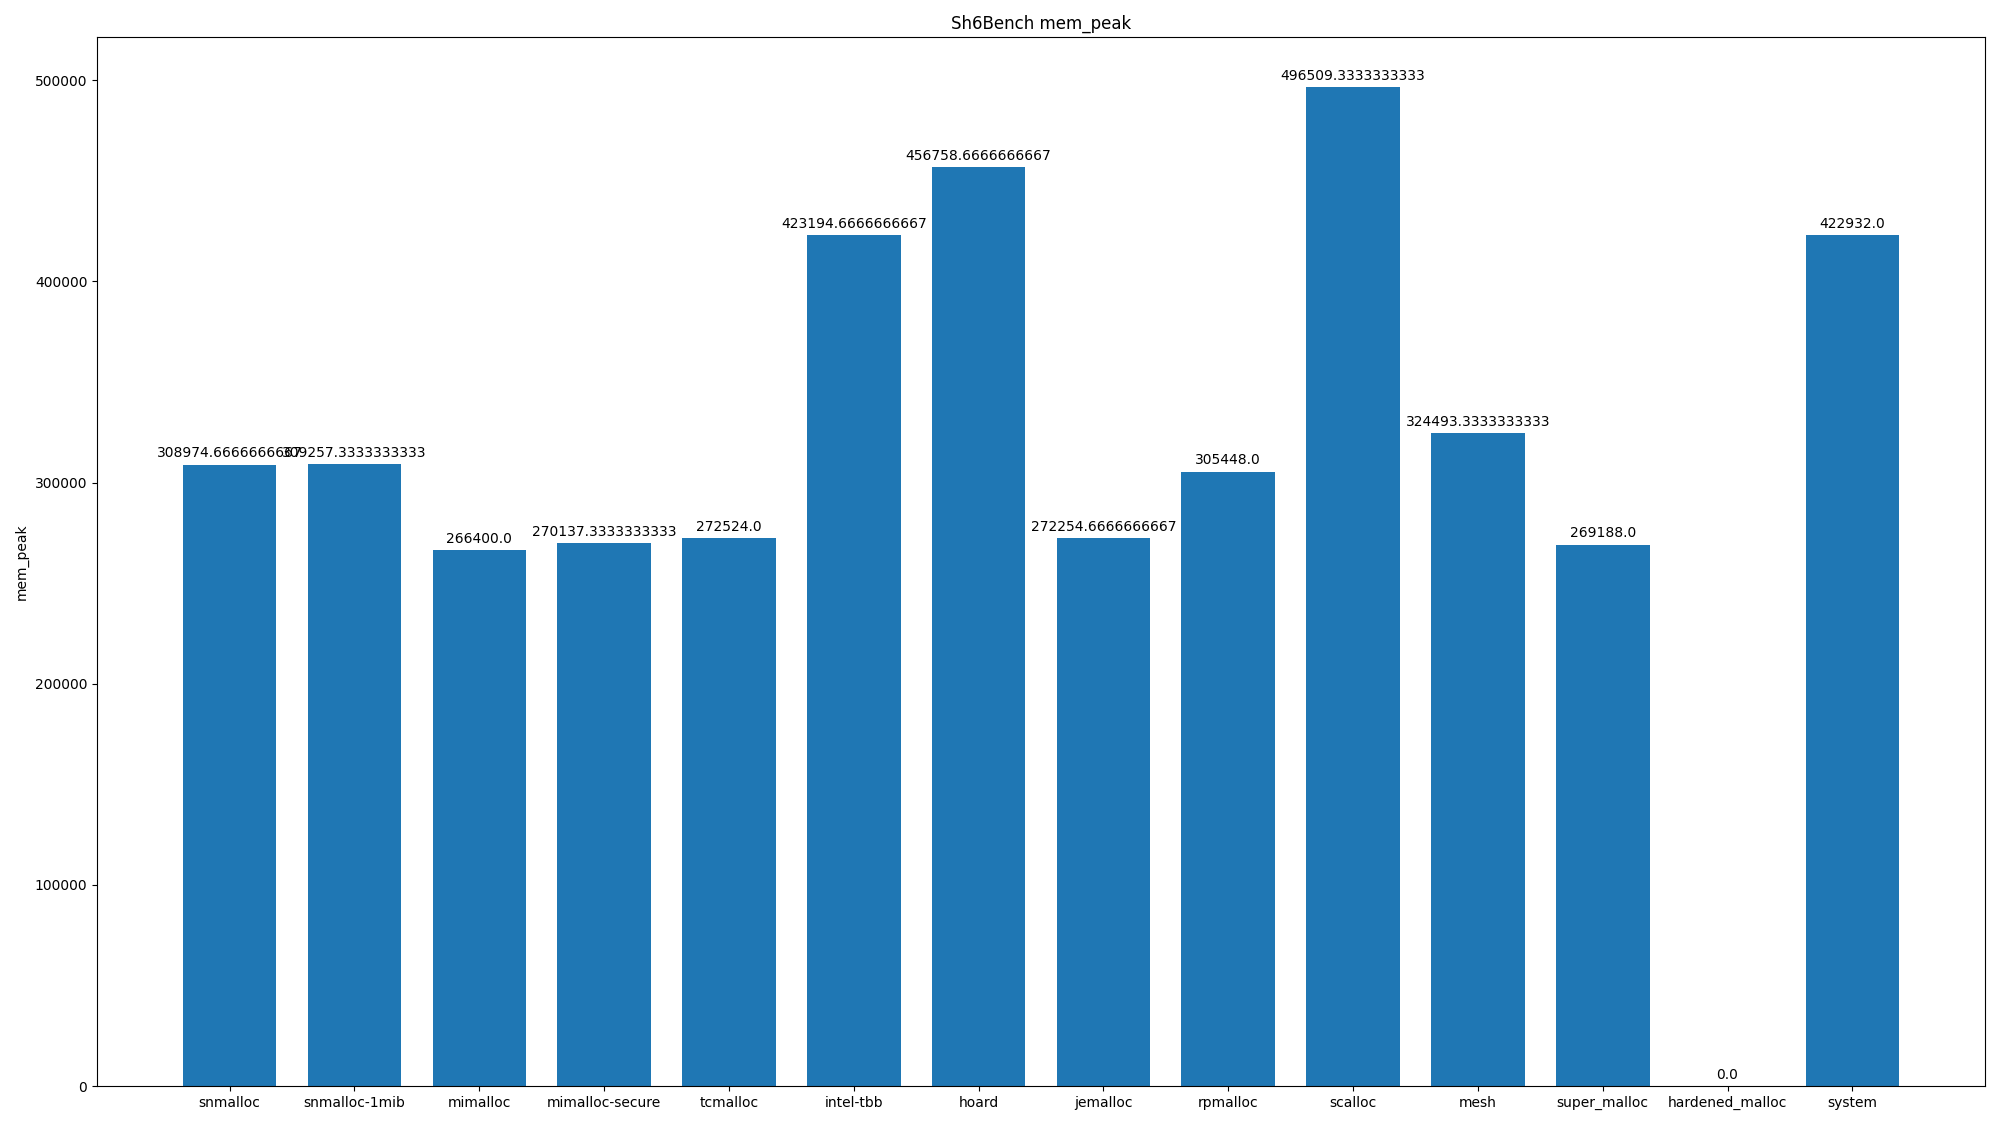 Sh6Bench mem_peak
500000
400000
300000
200000
100000
0
mem_peak
308974.6666666667
309257.3333333333
266400.0
270137.3333333333
272524.0
423194.6666666667
456758.6666666667
272254.6666666667
305448.0
496509.3333333333
324493.3333333333
269188.0
0.0
422932.0
snmalloc
snmalloc-1mib
mimalloc
mimalloc-secure
tcmalloc
intel-tbb
hoard
jemalloc
rpmalloc
scalloc
mesh
super_malloc
hardened_malloc
system